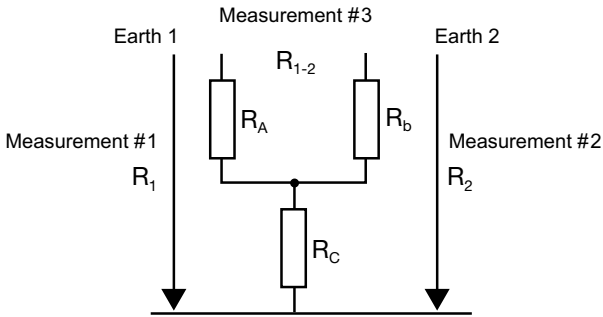 Measurement #3
Earth 1
Earth 2
R1-2
RA
Rb
Measurement #1
Measurement #2
R1
R2
RC